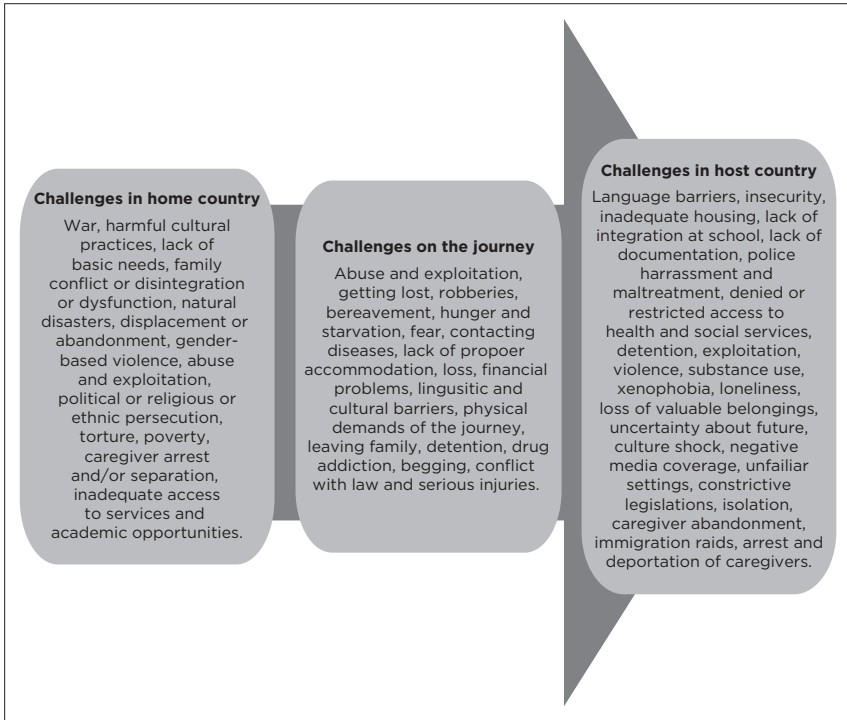 Challenges in home country
War, harmful cultural
practices, lack of
basic needs, family
conflict or disintegration
or dysfunction, natural
disasters, displacement or
abandonment, gender-
based violence, abuse
and exploitation,
political or religious or
ethnic persecution,
torture, poverty,
caregiver arrest
and/or separation,
inadequate access
to services and
academic opportunities.
Challenges on the journey
Abuse and exploitation,
getting lost, robberies,
bereavement, hunger and
starvation, fear, contacting
diseases, lack of propoer
accommodation, loss, financial
problems, lingusitic and
cultural barriers, physical
demands of the journey,
leaving family, detention, drug
addiction, begging, conflict
with law and serious injuries.
Challenges in host country
Language barriers, insecurity,
inadequate housing, lack of
integration at school, lack of
documentation, police
harrassment and
maltreatment, denied or
restricted access to
health and social services,
detention, exploitation,
violence, substance use,
xenophobia, loneliness,
loss of valuable belongings,
uncertainty about future,
culture shock, negative
media coverage, unfailiar
settings, constrictive
legislations, isolation,
caregiver abandonment,
immigration raids, arrest and
deportation of caregivers.